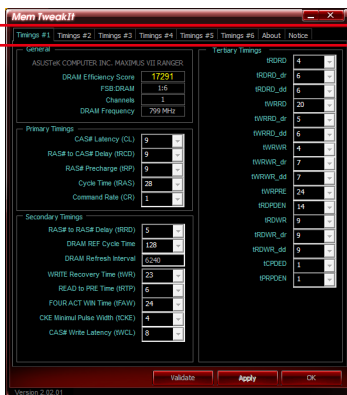 Mem TweakIt
Timings #1 Timings #2 Timings #3 Timings #4 Timings #5 Timings #6 About Notice
General
ASUSTeK COMPUTER INC. MAXIMUS VII RANGER
DRAM Efficiency Score 17291
FSB:DRAM 1:6
Channels 1
DRAM Frequency 799 MHz
Primary Timings
CAS# Latency (CL) 9
RAS# to CAS# Delay (tRCD) 9
RAS# Precharge (tRP) 9
Cycle Time (tRAS) 28
Command Rate (CR) 1
Secondary Timings
RAS# to RAS# Delay (tRRD) 5
DRAM REF Cycle Time 128
DRAM Refresh Interval 6240
WRITE Recovery Time (tWR) 23
READ to PRE Time (tRTP) 6
FOUR ACT WIN Time (tFAW) 24
CKE Minimul Pulse Width (tCKE) 4
CAS# Write Latency (tWCL) 8
Tertiary Timings
tRDRD 4
tRDRD_dr 6
tRDRD_dd 6
tWRRD 20
tWRRD_dr 5
tWRRD_dd 6
tWRWR 4
tWRWR_dr 7
tWRWR_dd 7
tWRPRE 24
tRDPDEN 14
tRDWR 9
tRDWR_dr 9
tRDWR_dd 9
tCPDED 1
tPRPDEN 1
Validate Apply OK
Version 2.02.01